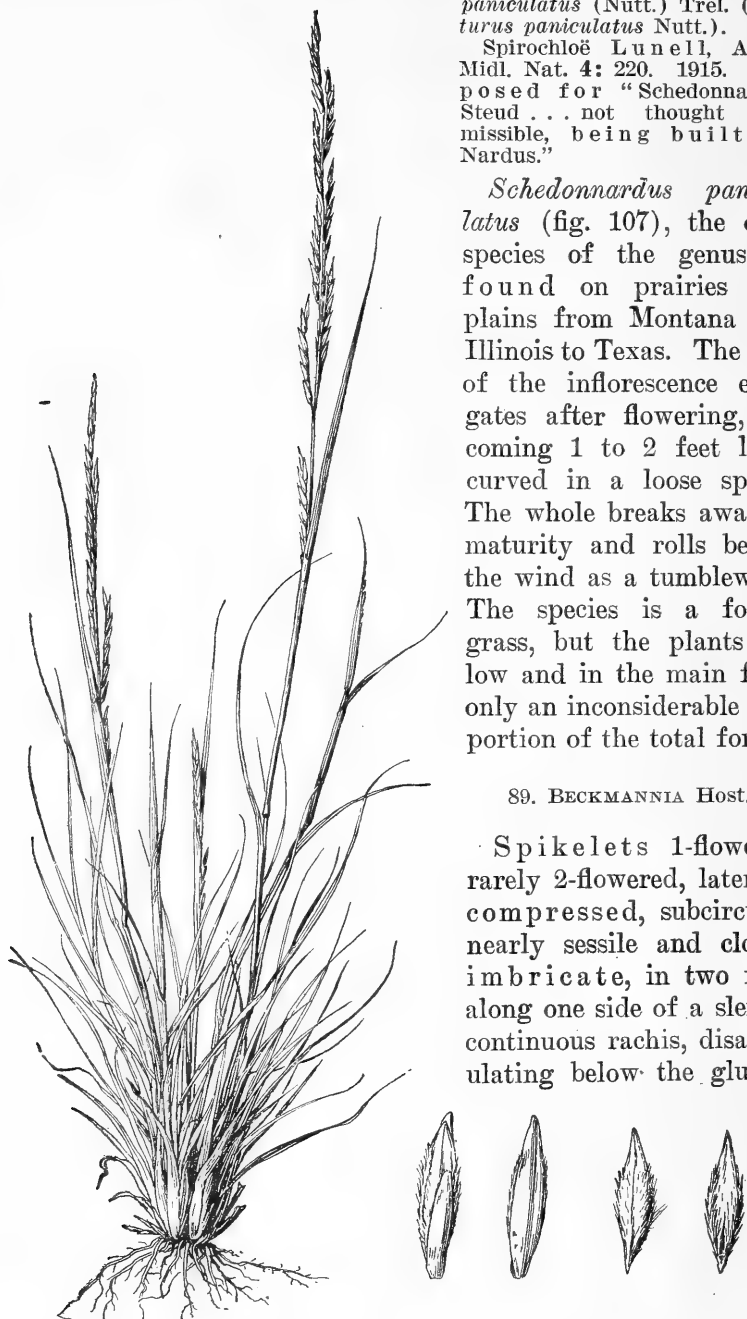 paniculatus (Nutt.) Trel. (
turus paniculatus Nutt.).
Spirochloë Lunell, A
Midl. Nat. 4: 220. 1915.
posed for “Schedonna
Steud . . . not thought
missible, being built
Nardus.”
Schedonnardus pan
latus (fig. 107), the
species of the genus
found on prairies
plains from Montana
Illinois to Texas. The
of the inflorescence e
gates after flowering,
coming 1 to 2 feet l
curved in a loose sp
The whole breaks awa
maturity and rolls be
the wind as a tumblew
The species is a fo
grass, but the plants
low and in the main f
only an inconsiderable
portion of the total for
89. BECKMANNIA Host.
Spikelets 1-flowe
rarely 2-flowered, later
compressed, subcirc
nearly sessile and clo
imbricate, in two
along one side of a sle
continuous rachis, disa
ulating below the glu